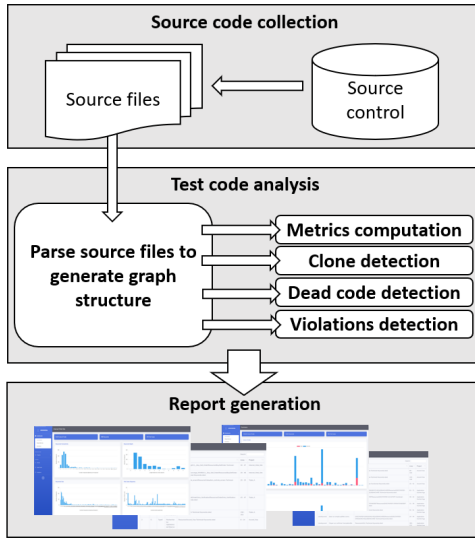 Source code collection
Source files
Source
control
Test code analysis
Parse source files to
generate graph
structure
Metrics computation
Clone detection
Dead code detection
Violations detection
Report generation